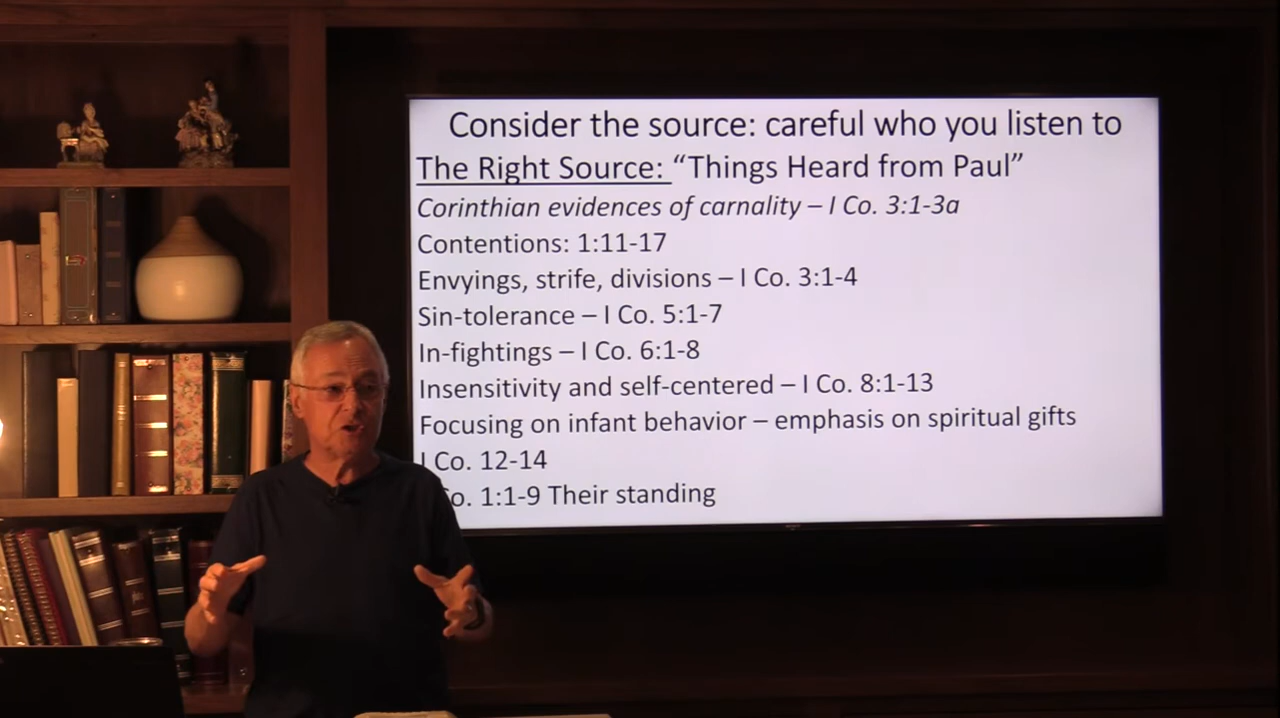 Consider the source: careful who you listen to
The Right Source: “Things Heard from Paul”
Corinthian evidences of carnality – I Co. 3:1-3a
Contentions: 1:11-17
Envyings, strife, divisions – I Co. 3:1-4
Sin-tolerance – I Co. 5:1-7
In-fightings – I Co. 6:1-8
Insensitivity and self-centered – I Co. 8:1-13
Focusing on infant behavior – emphasis on spiritual gifts
I Co. 12-14
Co. 1:1-9 Their standing